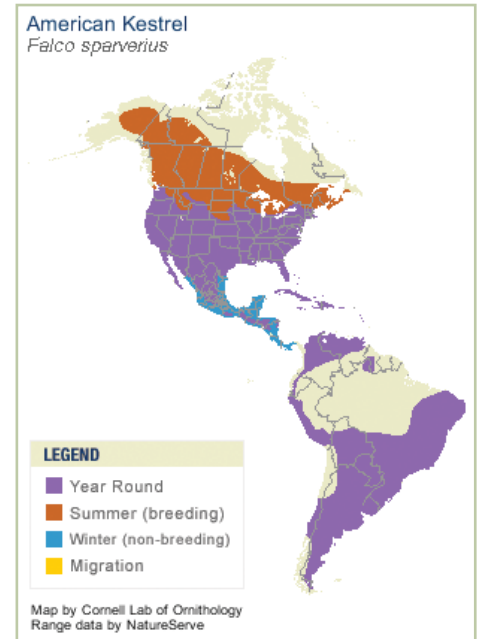 American Kestrel
Falco sparverius
LEGEND
Year Round
Summer (breeding)
Winter (non-breeding)
Migration
Map by Cornell Lab of Ornithology
Range data by NatureServe